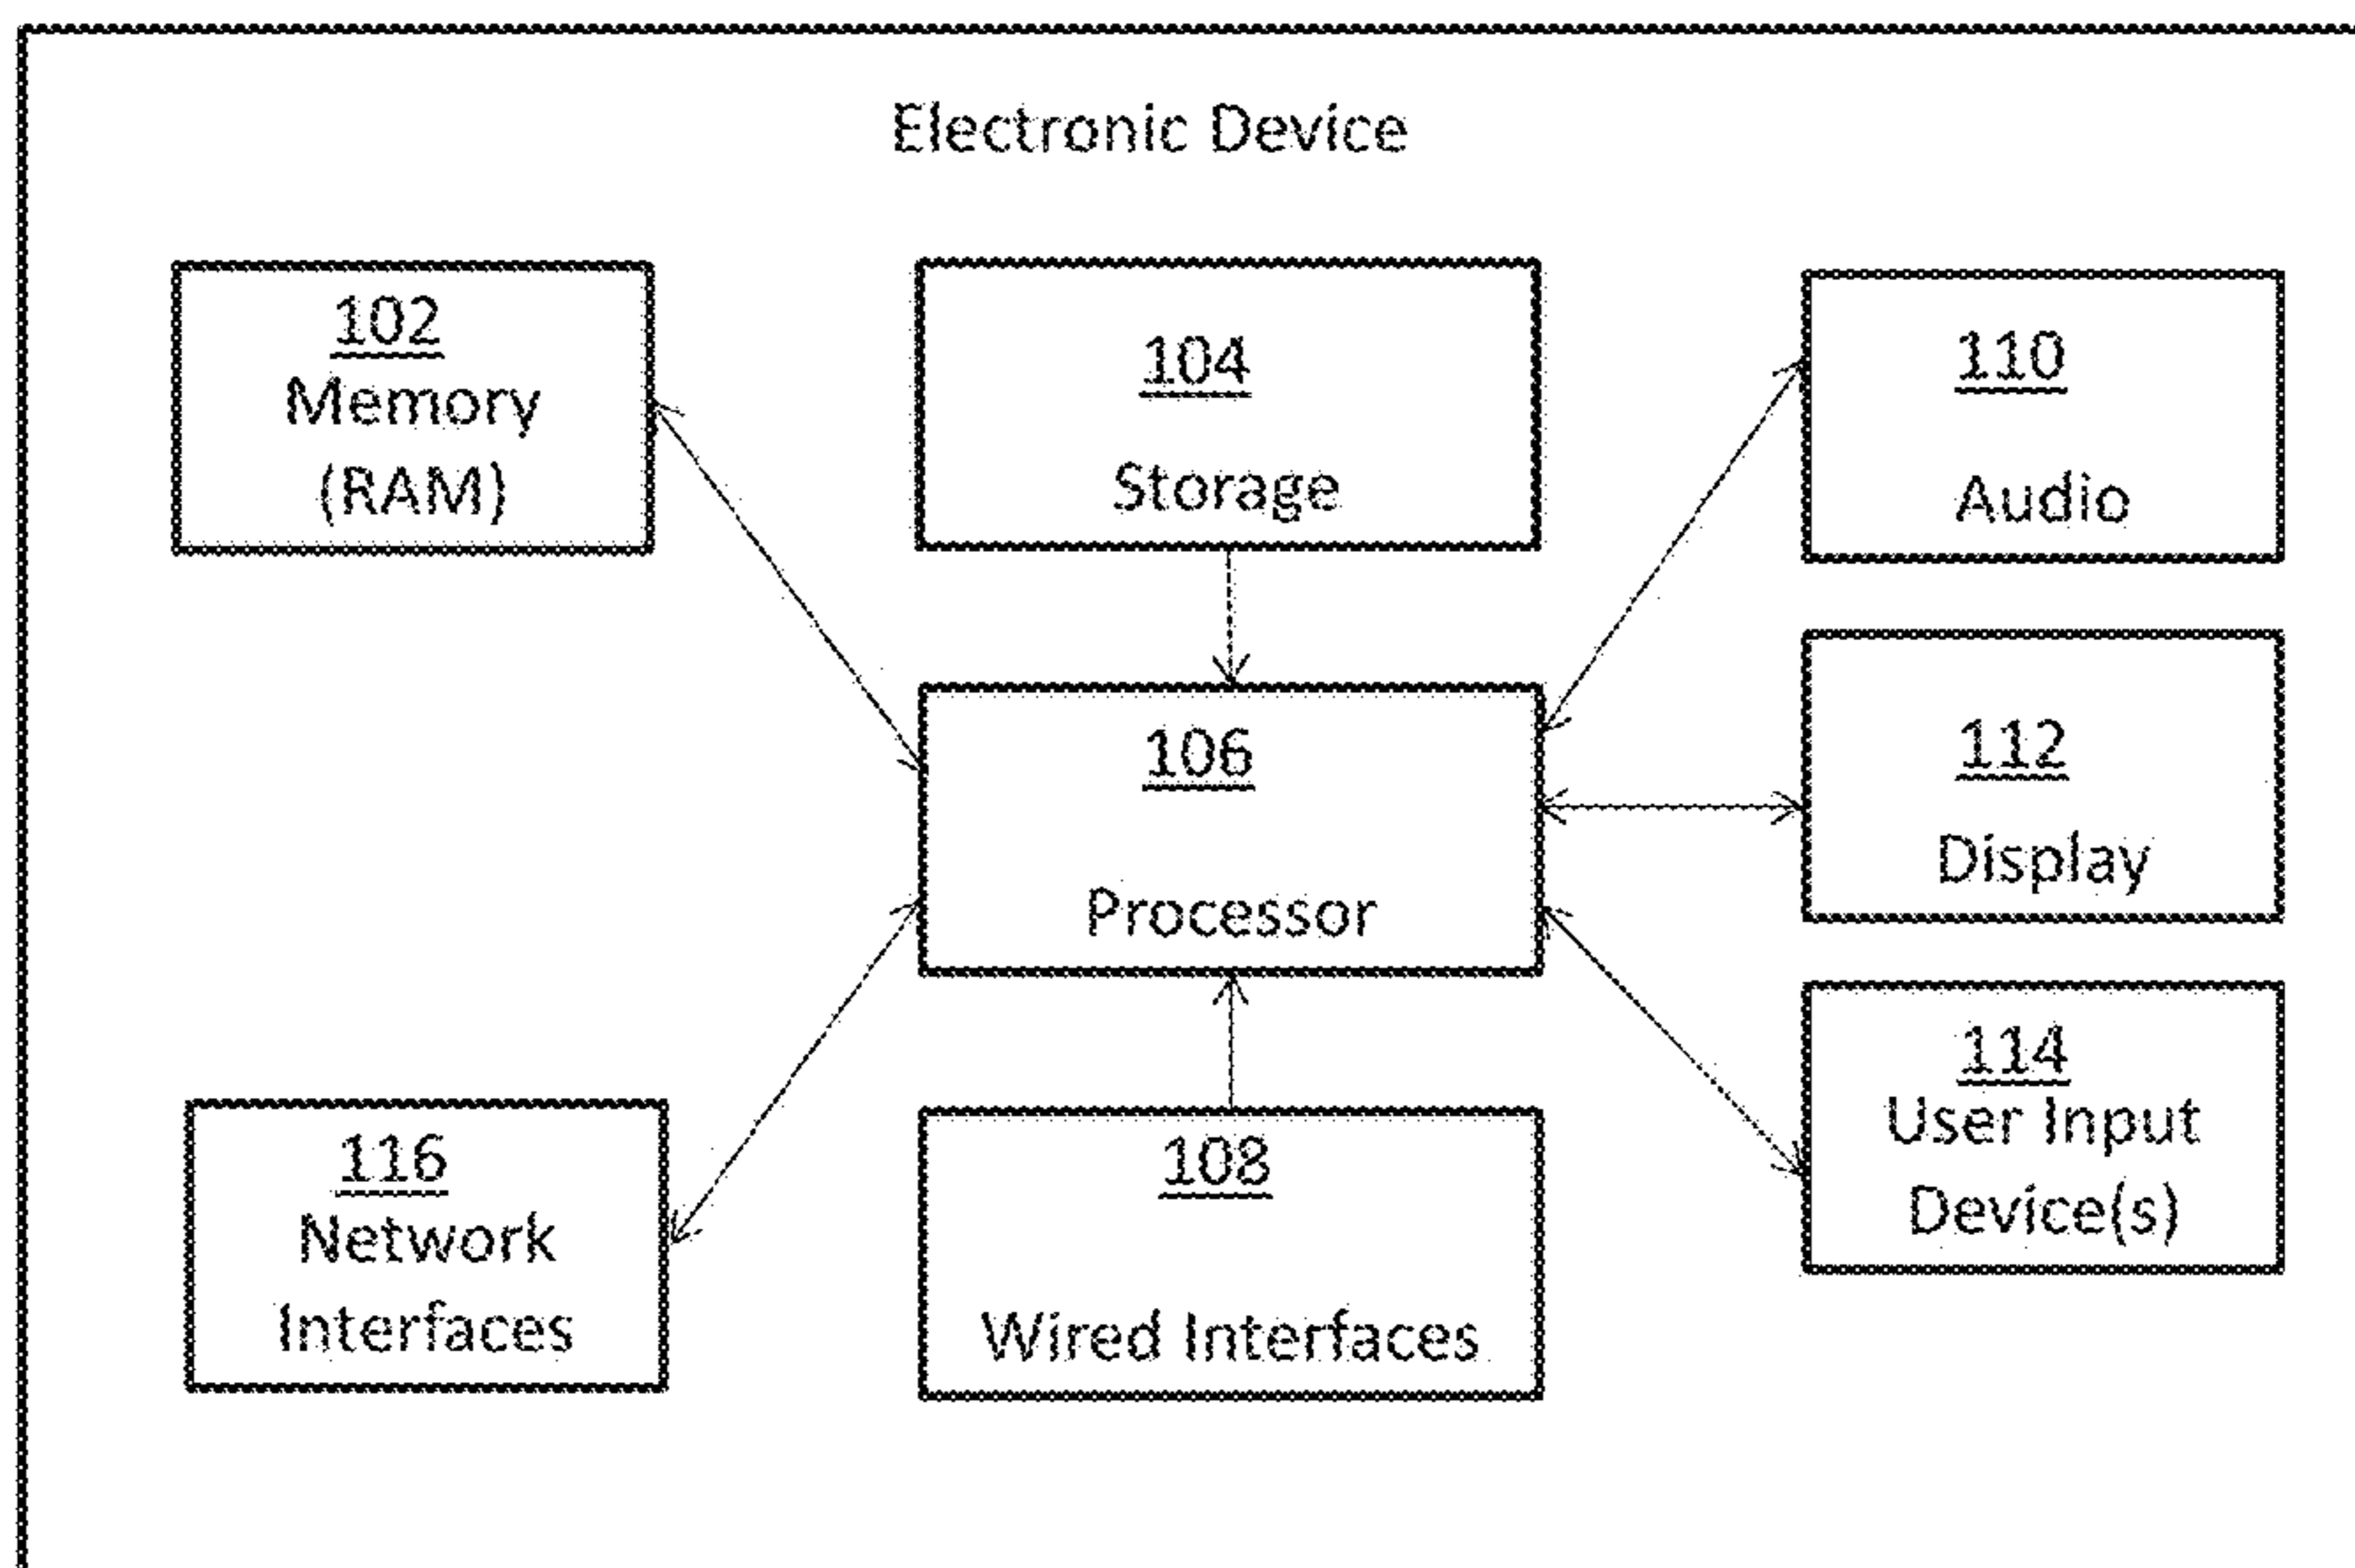 Electronic Device
102
Memory
(RAM)
104
Storage
110
Audio
106
Processor
112
Display
114
User Input
Device(s)
116
Network
Interfaces
108
Wired Interfaces